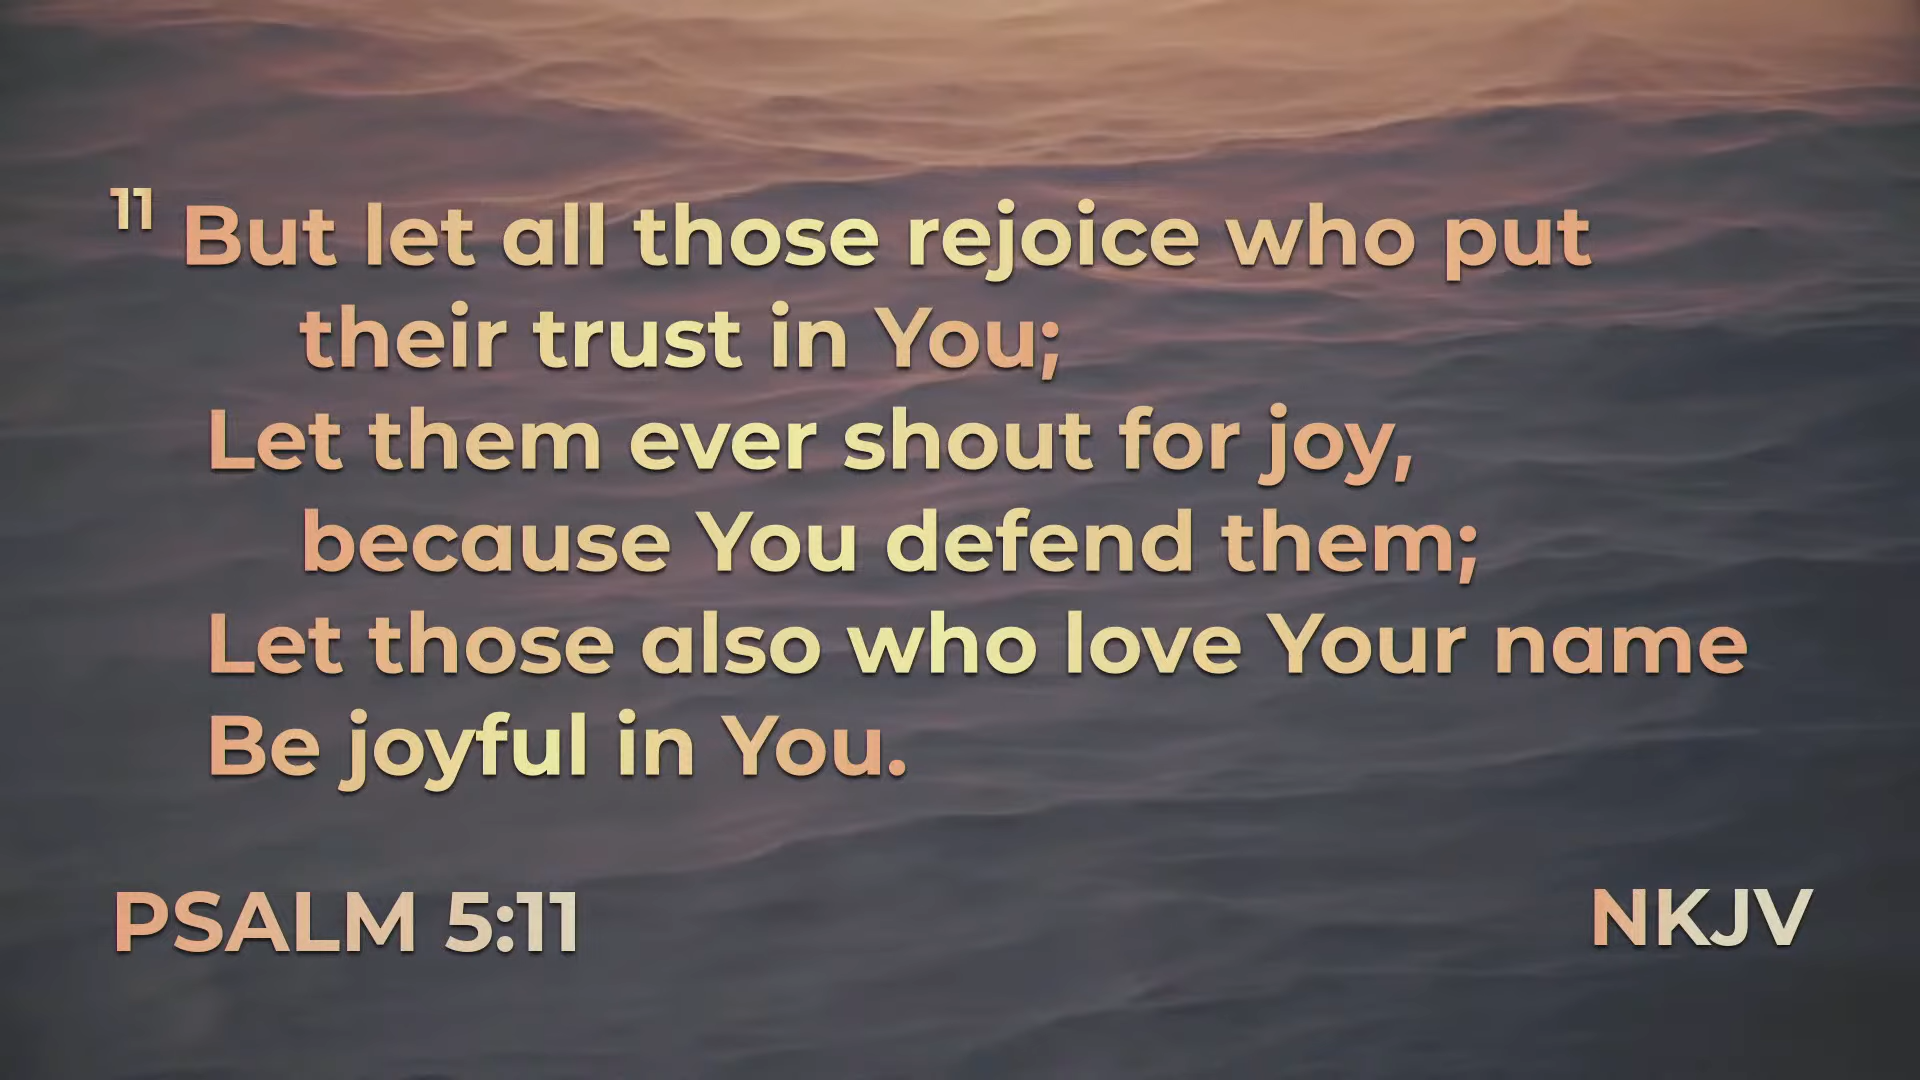 11 But let all those rejoice who put
their trust in You;
Let them ever shout for joy,
because You defend them;
Let those also who love Your name
Be joyful in You.
PSALM 5:11
NKJV